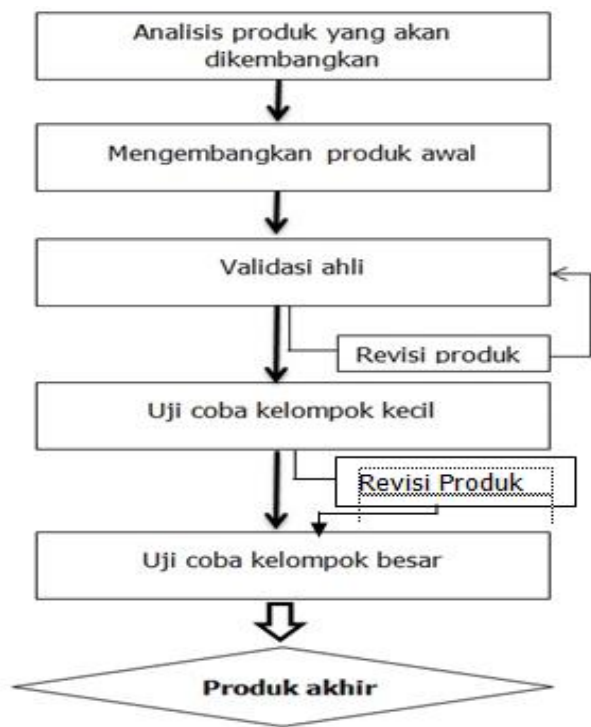 Analisis produk yang akan
dikembangkan
Mengembangkan produk awal
Validasi ahli
Revisi produk
Uji coba kelompok kecil
Revisi Produk
Uji coba kelompok besar
Produk akhir